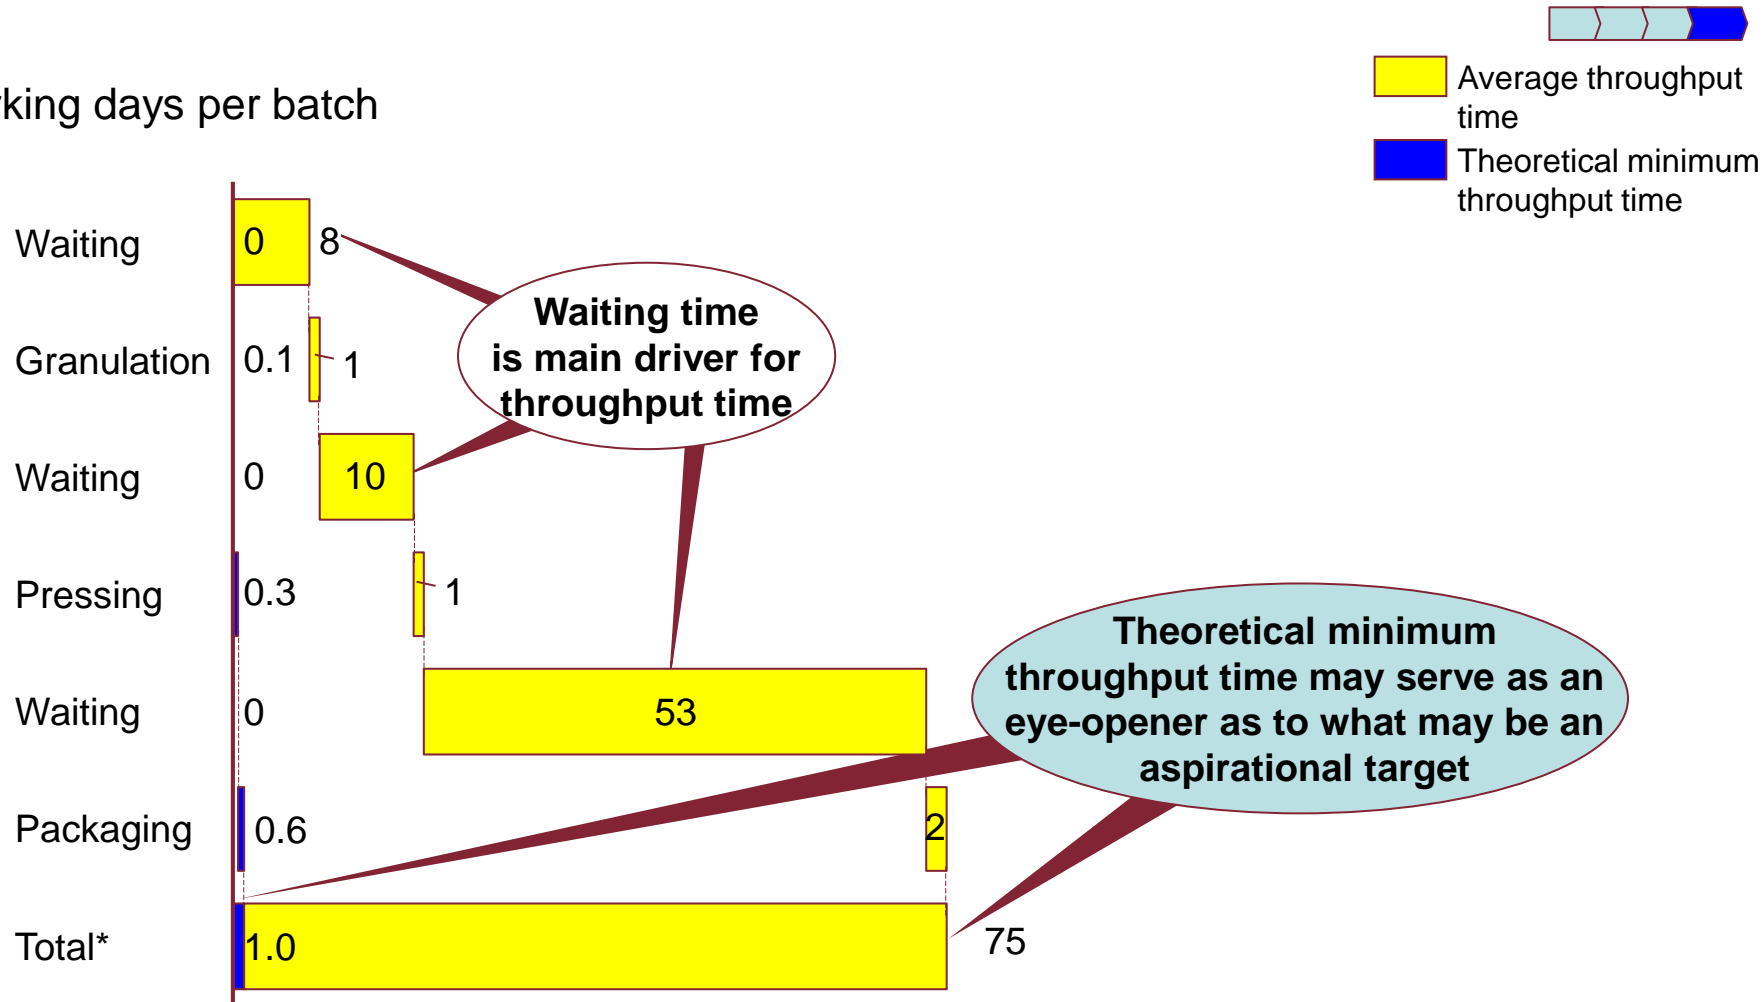 Average throughput
time
Theoretical minimum
throughput time
days per batch
Waiting
0
8
Granulation
0.1
1
Waiting
0
10
Pressing
0.3
1
Waiting
0
53
Packaging
0.6
2
Total*
1.0
75
Waiting time
is main driver for
throughput time
Theoretical minimum
throughput time may serve as an
eye-opener as to what may be an
aspirational target